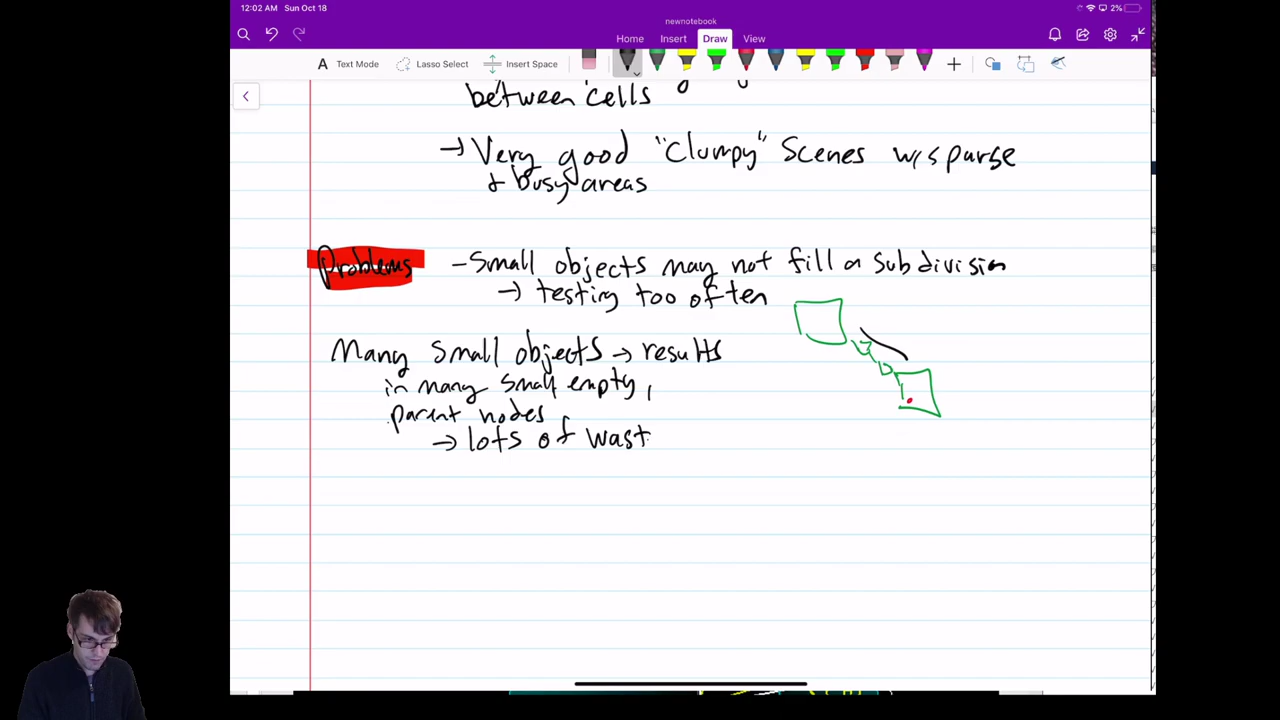 12:02 AM Sun Oct 18
2%
newnotebook
Home Insert Draw View
Text Mode Lasso Select Insert Space
between cells
→ Very good "Clumpy" Scenes w/ sparse
& busy areas
Problems - Small objects may not fill a subdivision
→ testing too often
Many small objects → results
in many small empty,
parent nodes
→ lots of wast